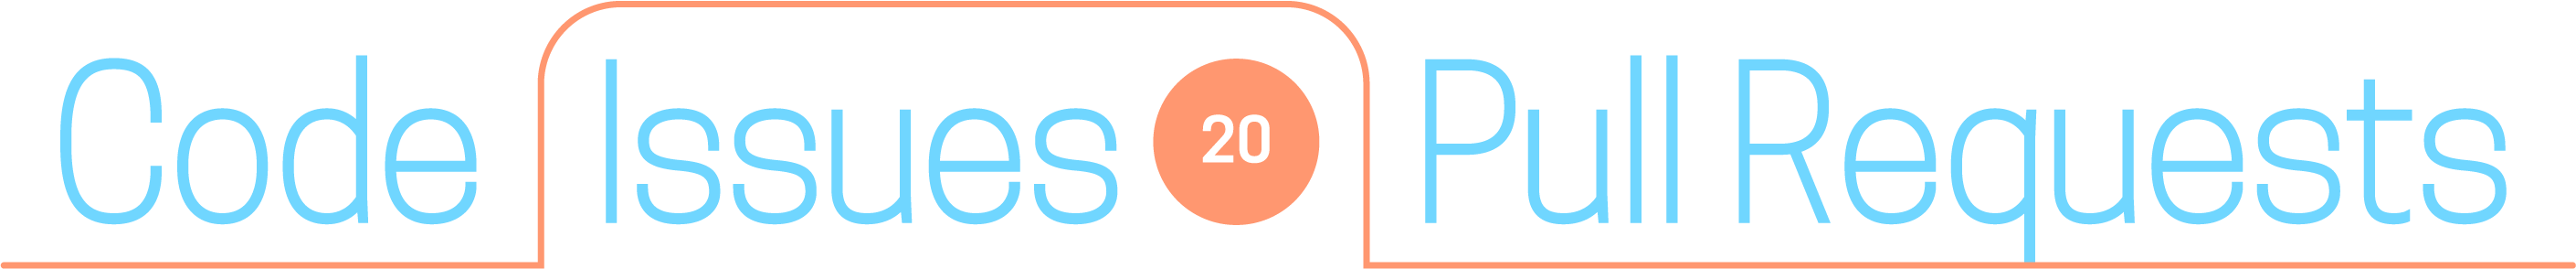 Code Issues 20 Pull Requests